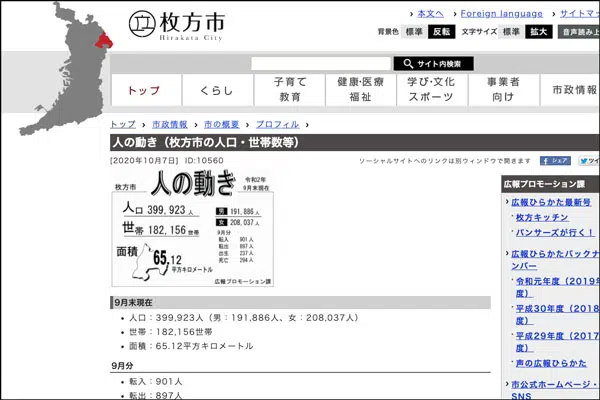 本文へ Foreign language サイトマッ
枚方市
Hirakata City
背景色 標準 反転 文字サイズ 標準 拡大 音声読み上
サイト内検索
トップ くらし 子育て 教育 健康・医療 福祉 学び・文化 スポーツ 事業者 向け 市政情報
トップ › 市政情報 › 市の概要 › プロフィル ›
人の動き（枚方市の人口・世帯数等）
[2020年10月7日] ID:10560
ソーシャルサイトへのリンクは別ウィンドウで開きます シェア ツイ
枚方市 人の動き 令和2年 9月末現在
人口 399,923人 男 191,886人
女 208,037人
世帯 182,156世帯
9月分
転入 901人
転出 897人
出生 237人
死亡 294人
面積 65.12 平方キロメートル
広報プロモーション課
9月末現在
・人口：399,923人（男：191,886人、女：208,037人）
・世帯：182,156世帯
・面積：65.12平方キロメートル
9月分
・転入：901人
・転出：897人
広報プロモーション課
広報ひらかた最新号
枚方キッチン
パンサーズが行く！
広報ひらかたバックナ
ンバー
令和元年度（2019年
度）
平成30年度（2018
度）
平成29年度（2017
度）
声の広報ひらかた
市公式ホームページ・
SNS